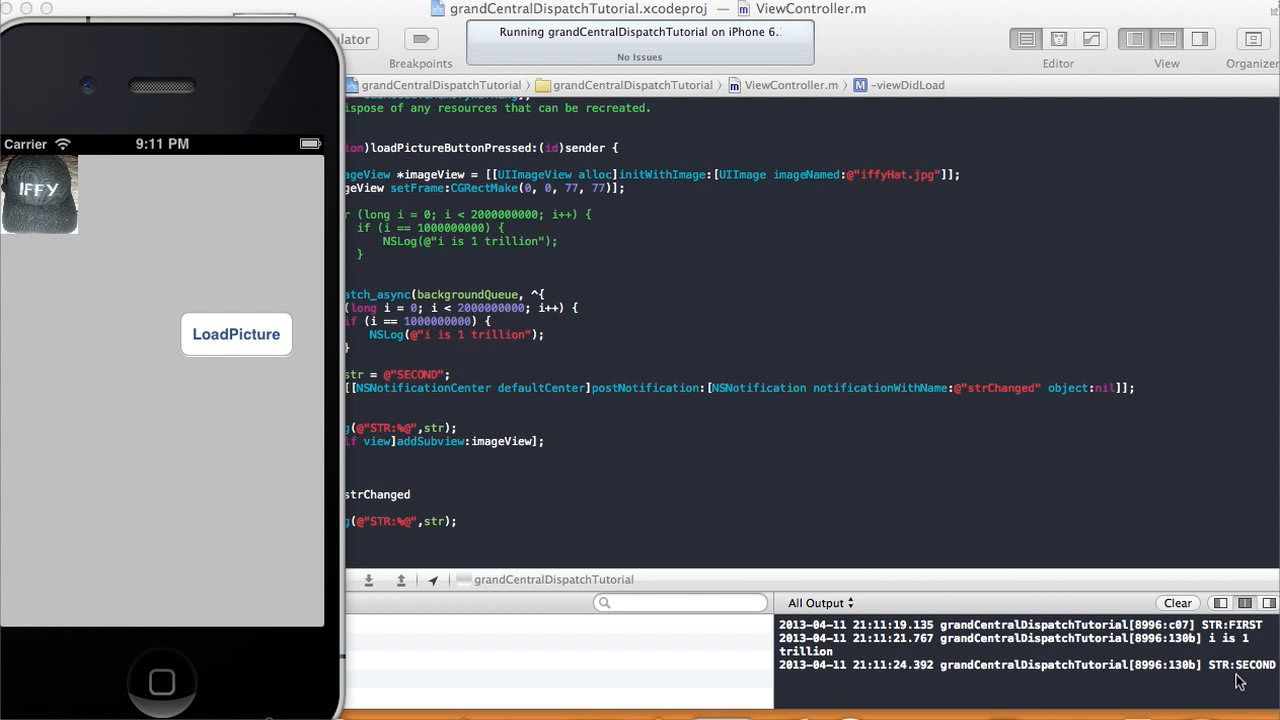 grandCentralDispatchTutorial.xcodeproj — ViewController.m
ulator
Breakpoints
Running grandCentralDispatchTutorial on iPhone 6.
No Issues
Editor
View
Organizer
grandCentralDispatchTutorial
grandCentralDispatchTutorial
ViewController.m
M
-viewDidLoad
Carrier
9:11 PM
IFFY
LoadPicture
ispose of any resources that can be recreated.
ion)loadPictureButtonPressed:(id)sender {
ageView *imageView = [[UIImageView alloc]initWithImage:[UIImage imageNamed:@"iffyHat.jpg"]];
geView setFrame:CGRectMake(0, 0, 77, 77)];
r (long i = 0; i < 2000000000; i++) {
if (i == 1000000000) {
NSLog(@"i is 1 trillion");
}
atch_async(backgroundQueue, ^{
(long i = 0; i < 2000000000; i++) {
if (i == 1000000000) {
NSLog(@"i is 1 trillion");
}
str = @"SECOND";
[[NSNotificationCenter defaultCenter]postNotification:[NSNotification notificationWithName:@"strChanged" object:nil]];
g(@"STR:%@",str);
lf view]addSubview:imageView];
strChanged
g(@"STR:%@",str);
grandCentralDispatchTutorial
All Output
Clear
2013-04-11 21:11:19.135 grandCentralDispatchTutorial[8996:c07] STR:FIRST
2013-04-11 21:11:21.767 grandCentralDispatchTutorial[8996:130b] i is 1
trillion
2013-04-11 21:11:24.392 grandCentralDispatchTutorial[8996:130b] STR:SECOND